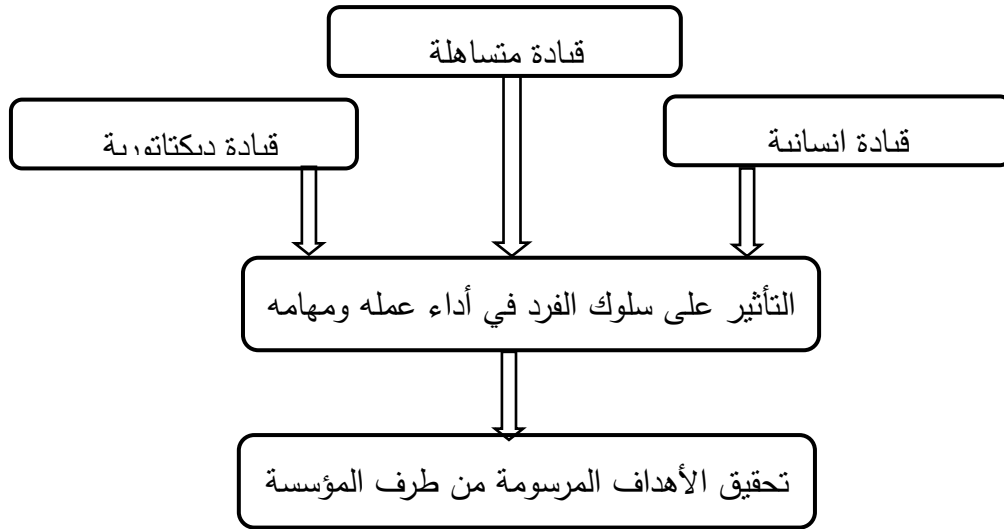 قيادة متساهلة
قيادة انسانية
قيادة ديكتاتورية
التأثير على سلوك الفرد في أداء عمله ومهامه
تحقيق الأهداف المرسومة من طرف المؤسسة